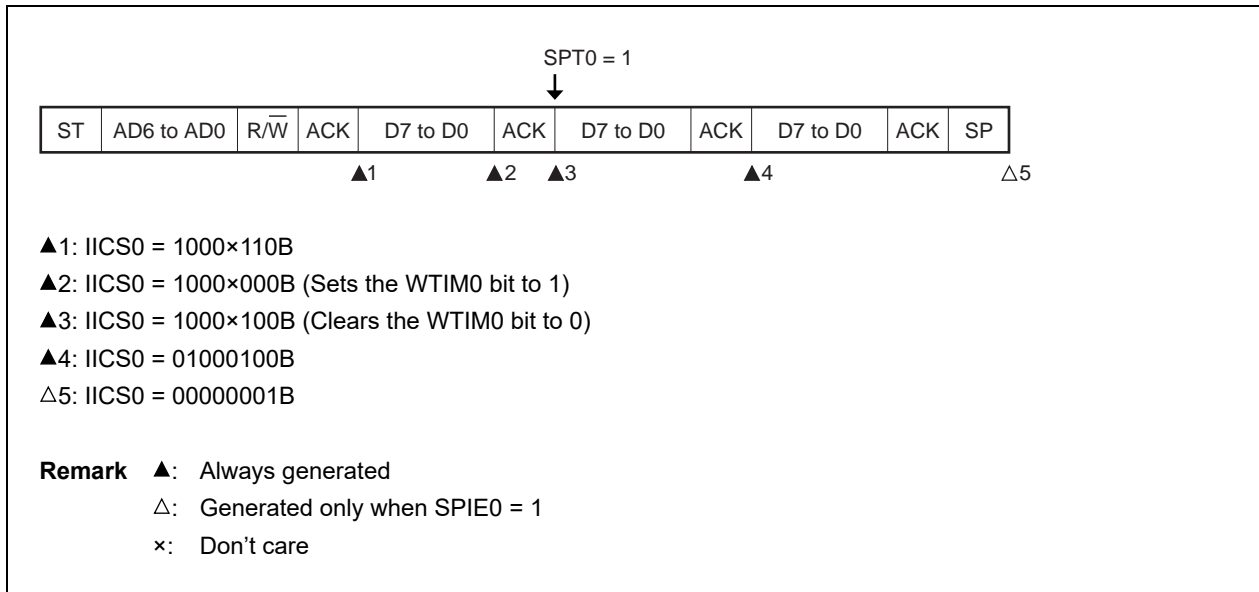 SPT0 = 1
ST AD6 to AD0 R/W̅ ACK D7 to D0 ACK D7 to D0 ACK D7 to D0 ACK SP
▲1 ▲2 ▲3 ▲4 △5
▲1: IICS0 = 1000×110B
▲2: IICS0 = 1000×000B (Sets the WTIM0 bit to 1)
▲3: IICS0 = 1000×100B (Clears the WTIM0 bit to 0)
▲4: IICS0 = 01000100B
△5: IICS0 = 00000001B
Remark ▲: Always generated
△: Generated only when SPIE0 = 1
×: Don’t care